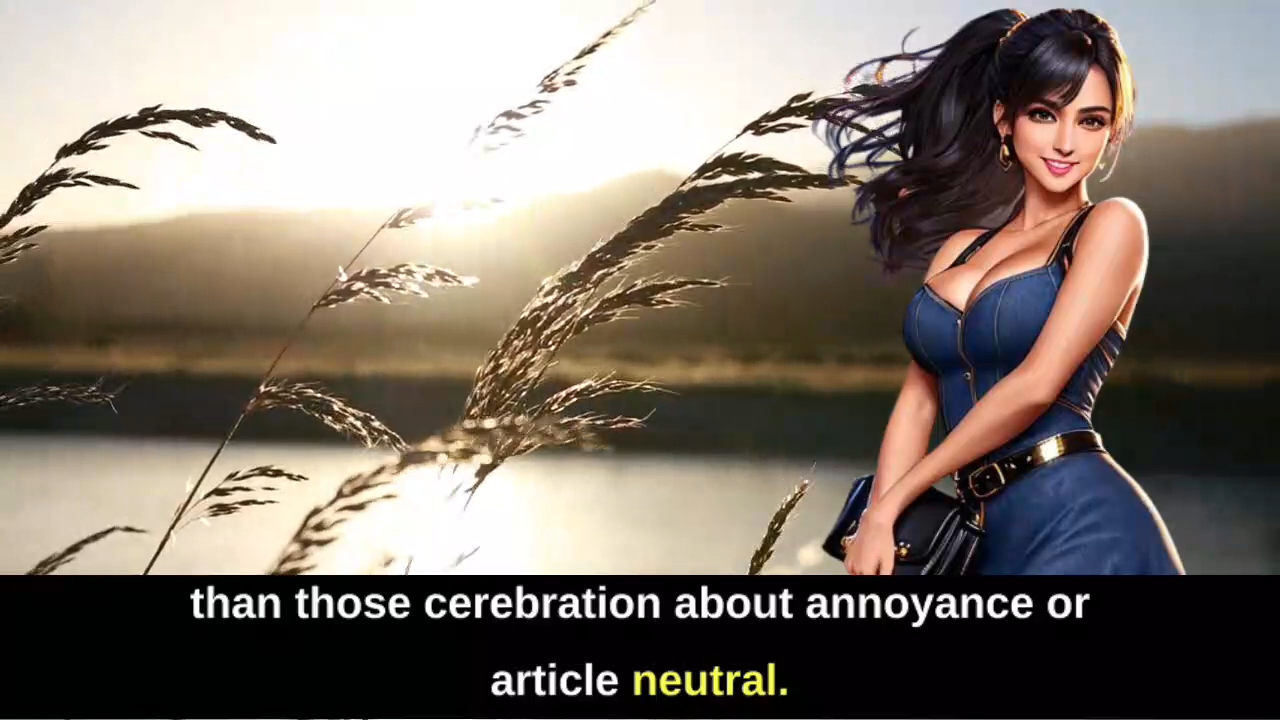 than those cerebration about annoyance or
article neutral.